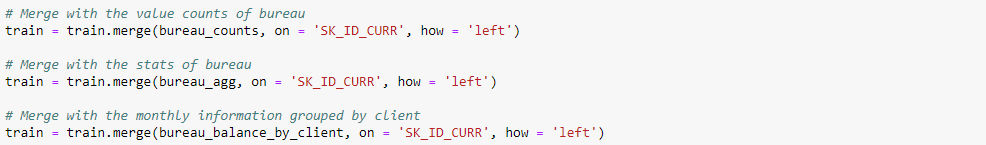 # Merge with the value counts of bureau
train = train.merge(bureau_counts, on = 'SK_ID_CURR', how = 'left')
# Merge with the stats of bureau
train = train.merge(bureau_agg, on = 'SK_ID_CURR', how = 'left')
# Merge with the monthly information grouped by client
train = train.merge(bureau_balance_by_client, on = 'SK_ID_CURR', how = 'left')